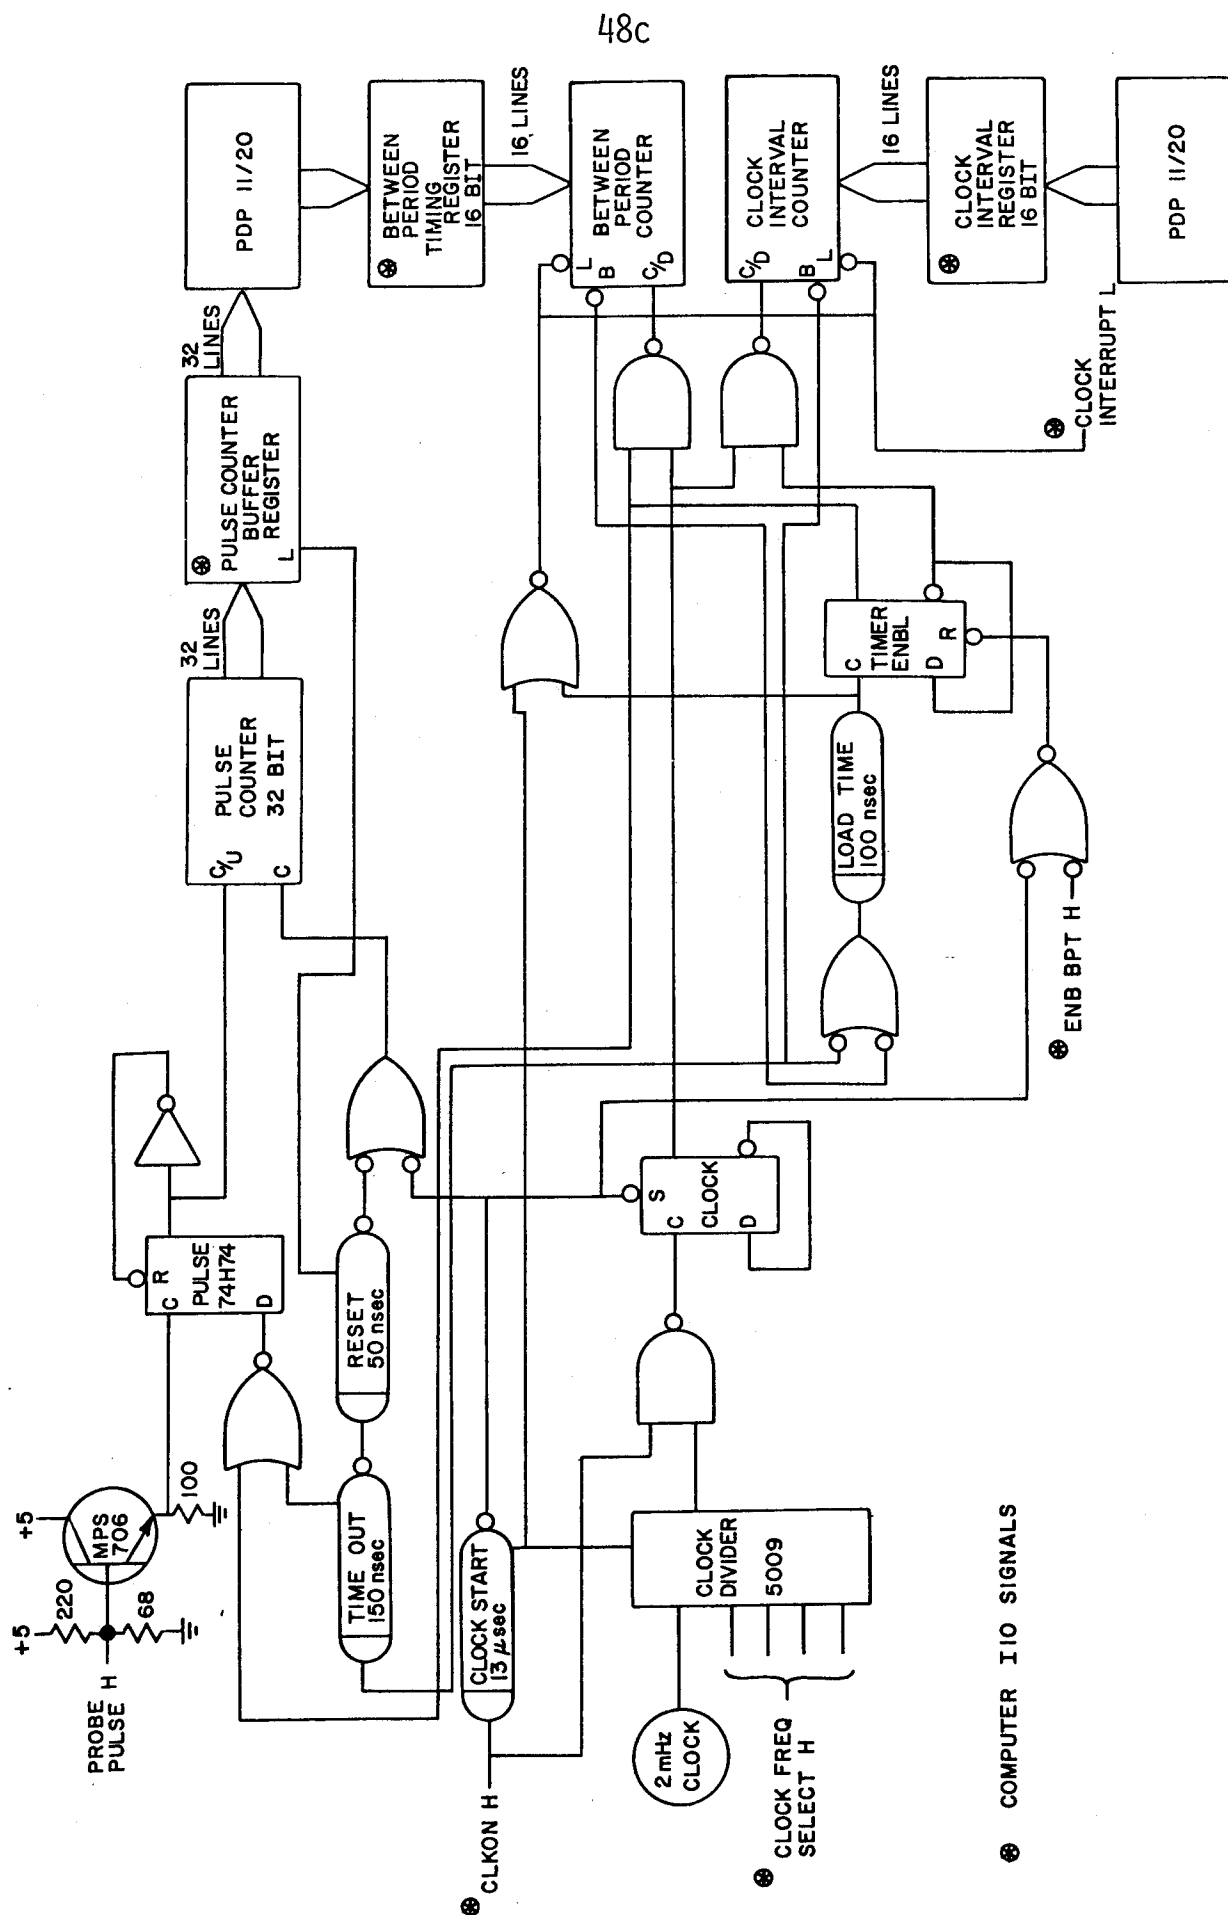 48c
PROBE
PULSE H
+5
220
68
+5
MPS
706
100
R
C
PULSE
74H74
D
C/U
PULSE
COUNTER
32 BIT
C
32
LINES
⊛ PULSE COUNTER
BUFFER
REGISTER
L
32
LINES
PDP 11/20
⊛ BETWEEN
PERIOD
TIMING
REGISTER
16 BIT
16 LINES
BETWEEN
PERIOD
COUNTER
L
B
C/D
CLOCK
INTERVAL
COUNTER
C/D
B
L
16 LINES
⊛ CLOCK
INTERVAL
REGISTER
16 BIT
PDP 11/20
⊛ CLOCK
INTERRUPT L
TIME OUT
150 nsec
RESET
50 nsec
⊛ CLKON H
CLOCK START
13 μsec
S
C
CLOCK
D
LOAD TIME
100 nsec
C
TIMER
ENBL
D R
⊛ ENB BPT H
2 mHz
CLOCK
CLOCK
DIVIDER
5009
⊛ CLOCK FREQ
SELECT H
⊛ COMPUTER I10 SIGNALS